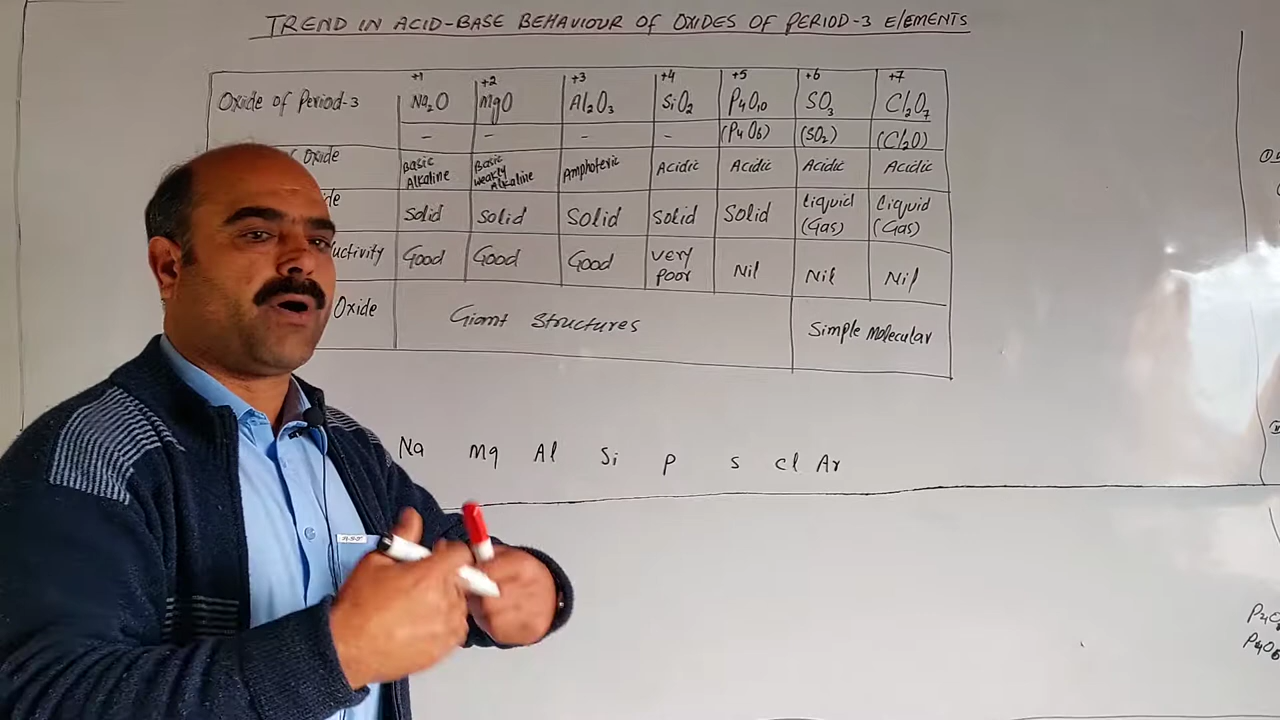 TREND IN ACID-BASE BEHAVIOUR OF OXIDES OF PERIOD-3 ElEMENTS
+1 +2 +3 +4 +5 +6 +7
Oxide of Period-3 Na₂O MgO Al₂O₃ SiO₂ P₄O₁₀ SO₃ Cl₂O₇
- - - - (P₄O₆) (SO₂) (Cl₂O)
Oxide Basic Alkaline Basic weakly Alkaline Amphoteric Acidic Acidic Acidic Acidic
ide Solid Solid Solid Solid Solid liquid (Gas) Liquid (Gas)
uctivity Good Good Good very poor Nil Nil Nil
Oxide Giant Structures Simple Molecular
Na Mg Al Si P S Cl Ar
P₄O
P₄O₆